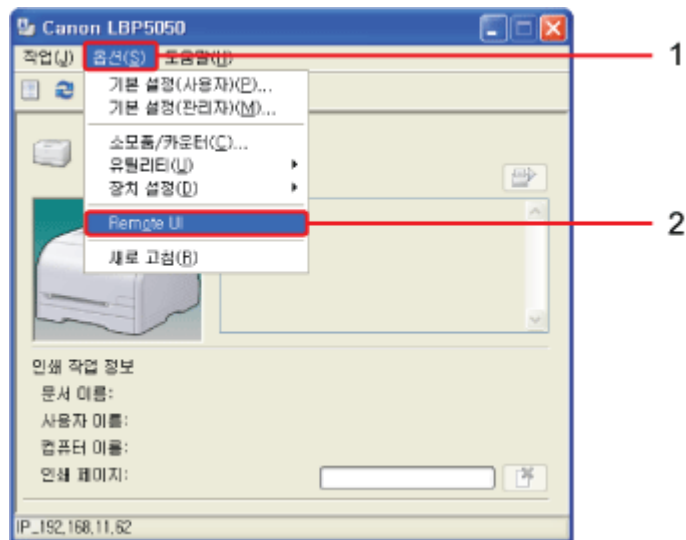 Canon LBP5050
작업(J) 옵션(S) 도움말(H)
1
기본 설정(사용자)(P)...
기본 설정(관리자)(M)...
소모품/카운터(C)...
유틸리티(U)
장치 설정(D)
Remote UI
2
새로 고침(R)
인쇄 작업 정보
문서 이름:
사용자 이름:
컴퓨터 이름:
인쇄 페이지:
IP_192,168,11,62